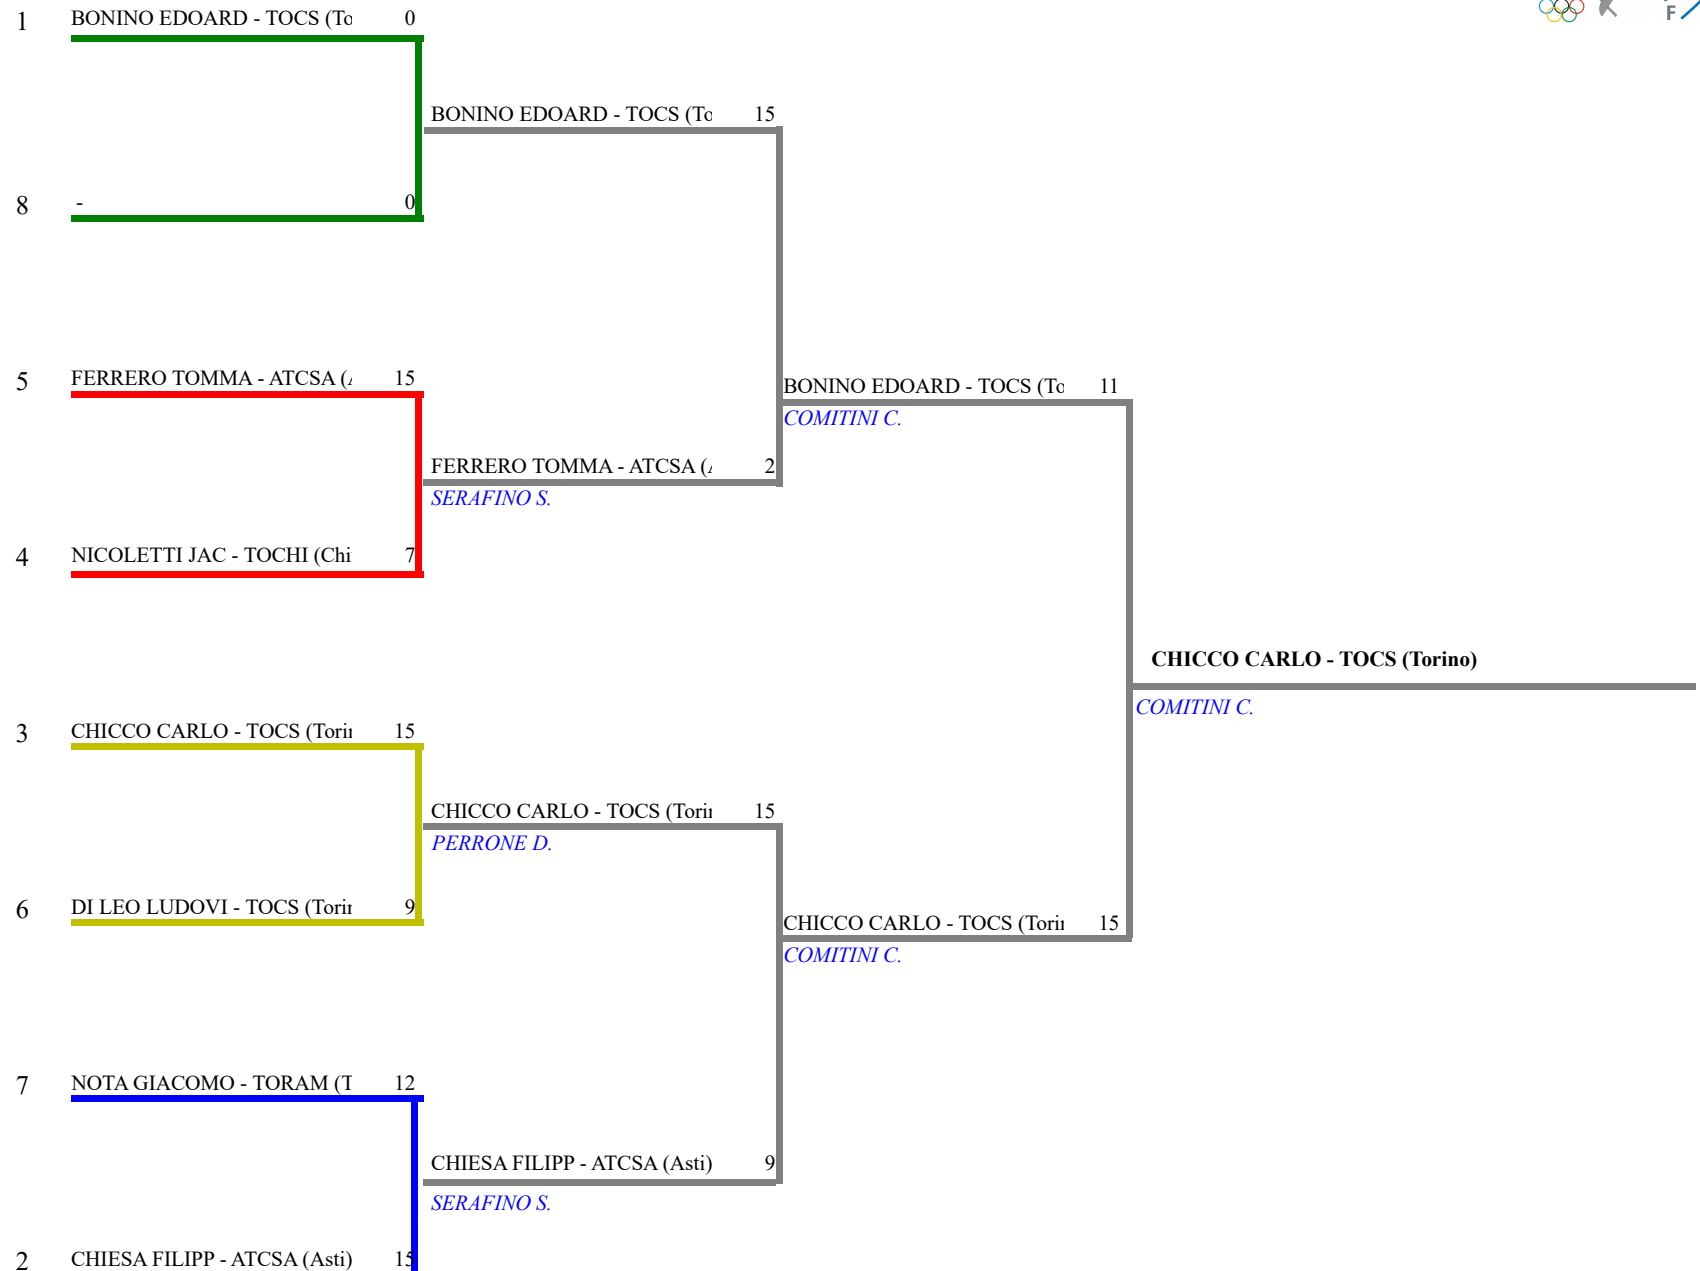 1 BONINO EDOARD - TOCS (To 0
F
BONINO EDOARD - TOCS (To 15
8 - 0
5 FERRERO TOMMA - ATCSA ( 15
BONINO EDOARD - TOCS (To 11
COMITINI C.
FERRERO TOMMA - ATCSA ( 2
SERAFINO S.
4 NICOLETTI JAC - TOCHI (Chi 7
CHICCO CARLO - TOCS (Torino)
COMITINI C.
3 CHICCO CARLO - TOCS (Torin 15
CHICCO CARLO - TOCS (Torin 15
PERRONE D.
6 DI LEO LUDOVI - TOCS (Torin 9
CHICCO CARLO - TOCS (Torin 15
COMITINI C.
7 NOTA GIACOMO - TORAM (T 12
CHIESA FILIPP - ATCSA (Asti) 9
SERAFINO S.
2 CHIESA FILIPP - ATCSA (Asti) 15